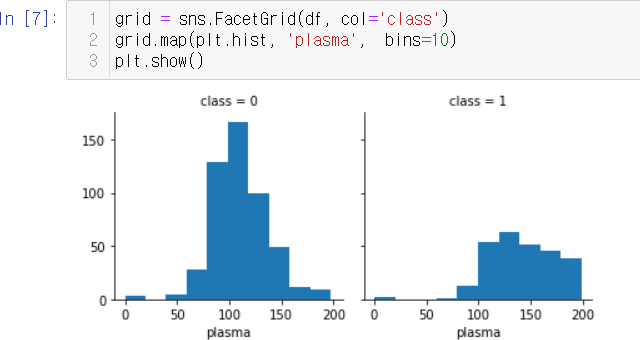 In [7]:
1 grid = sns.FacetGrid(df, col='class')
2 grid.map(plt.hist, 'plasma',  bins=10)
3 plt.show()
class = 0
class = 1
150
100
50
0
0 50 100 150 200
0 50 100 150 200
plasma
plasma